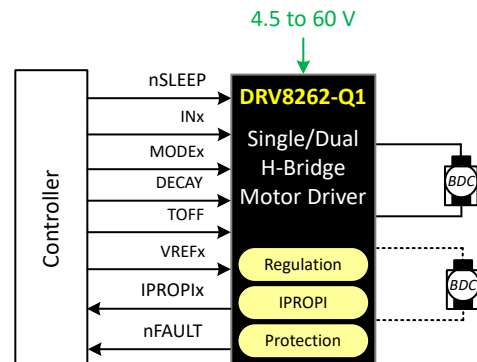 4.5 to 60 V
Controller
nSLEEP
INx
MODEx
DECAY
TOFF
VREFx
IPROPIx
nFAULT
DRV8262-Q1
Single/Dual
H-Bridge
Motor Driver
Regulation
IPROPI
Protection
BDC
BDC